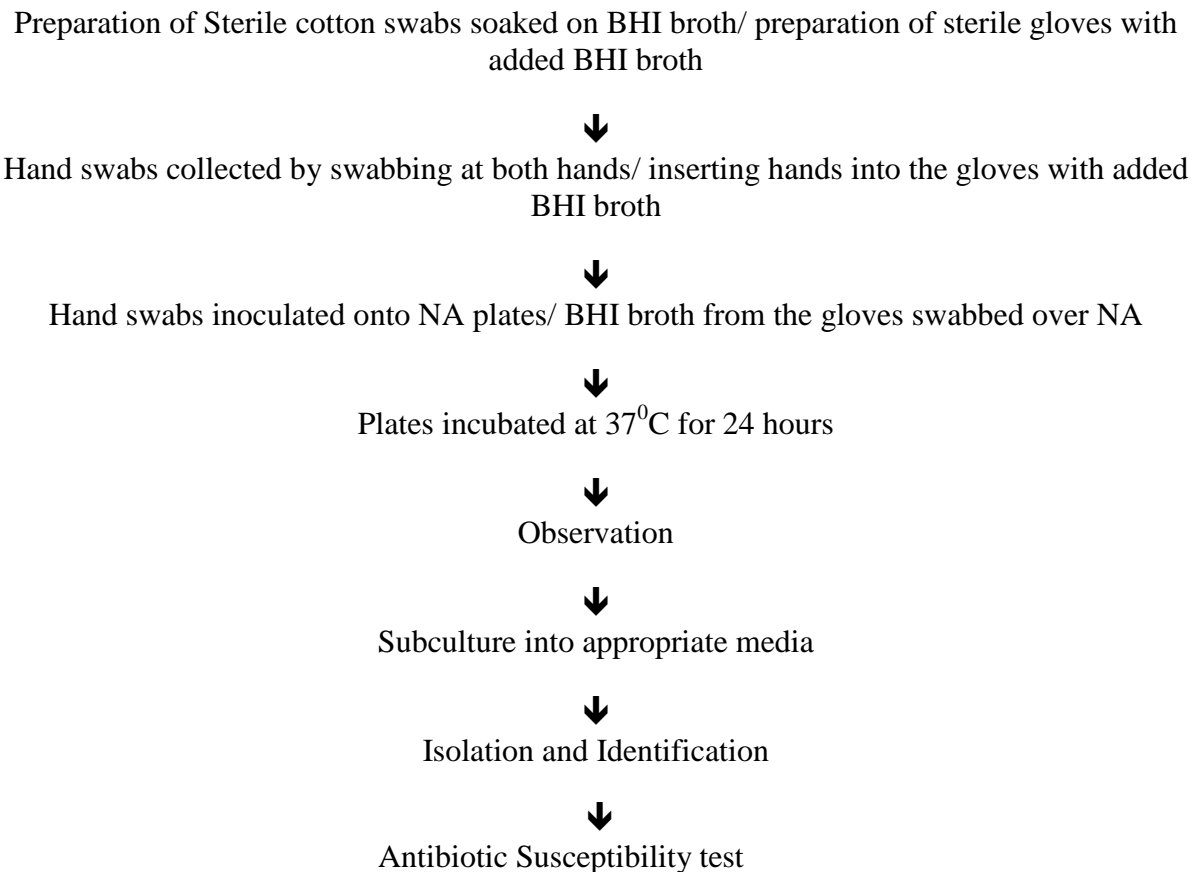 Preparation of Sterile cotton swabs soaked on BHI broth/ preparation of sterile gloves with
added BHI broth
Hand swabs collected by swabbing at both hands/ inserting hands into the gloves with added
BHI broth
Hand swabs inoculated onto NA plates/ BHI broth from the gloves swabbed over NA
Plates incubated at 37⁰C for 24 hours
Observation
Subculture into appropriate media
Isolation and Identification
Antibiotic Susceptibility test